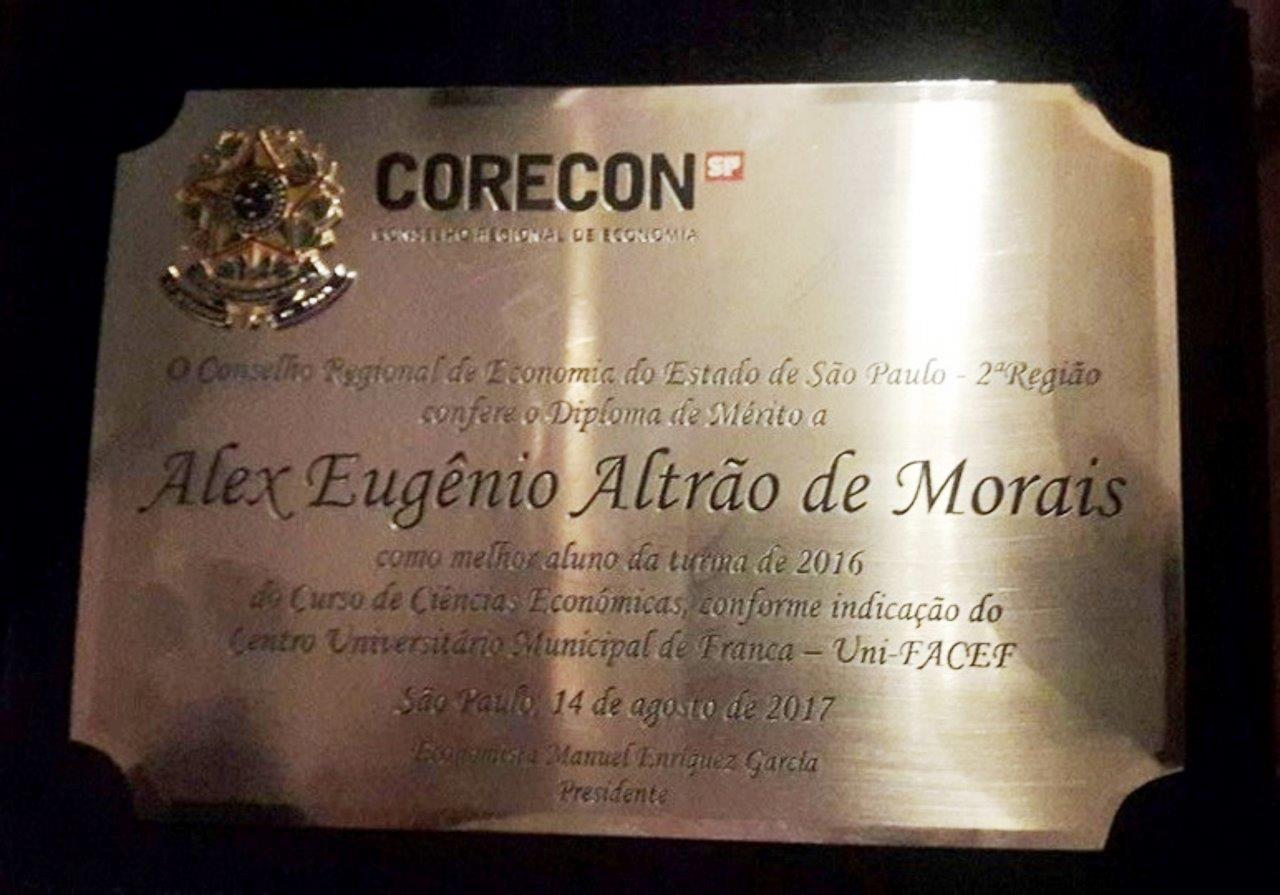 CORECON SP
CONSELHO REGIONAL DE ECONOMIA
O Conselho Regional de Economia do Estado de São Paulo - 2ª Região
confere o Diploma de Mérito a
Alex Eugênio Altrão de Morais
como melhor aluno da turma de 2016
do Curso de Ciências Econômicas, conforme indicação do
Centro Universitário Municipal de Franca – Uni-FACEF
São Paulo, 14 de agosto de 2017
Economista Manuel Enriquez Garcia
Presidente